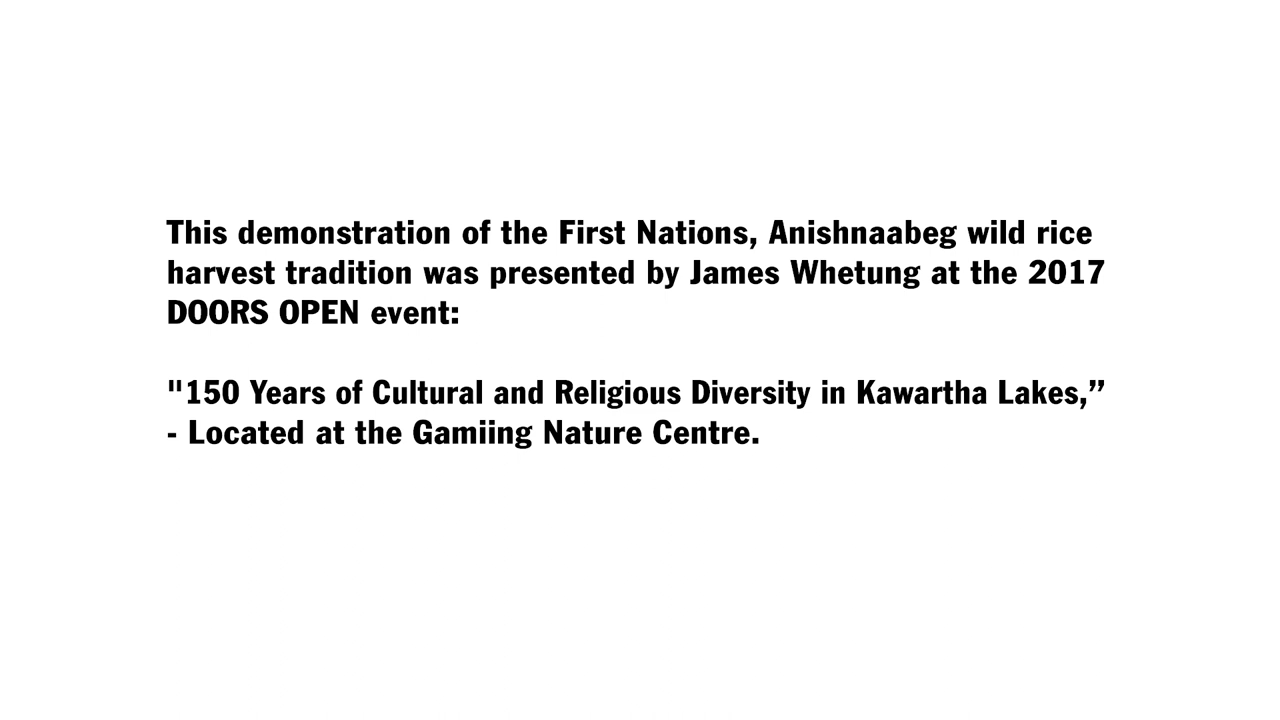 This demonstration of the First Nations, Anishnaabeg wild rice
harvest tradition was presented by James Whetung at the 2017
DOORS OPEN event:
"150 Years of Cultural and Religious Diversity in Kawartha Lakes,”
- Located at the Gamiing Nature Centre.